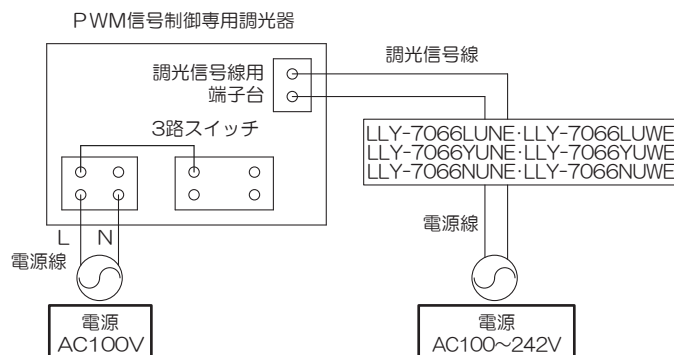 PWM信号制御専用調光器
調光信号線用
端子台
調光信号線
3路スイッチ
LLY-7066LUNE·LLY-7066LUWE
LLY-7066YUNE·LLY-7066YUWE
LLY-7066NUNE·LLY-7066NUWE
L N
電源線
電源線
電源
AC100V
電源
AC100～242V